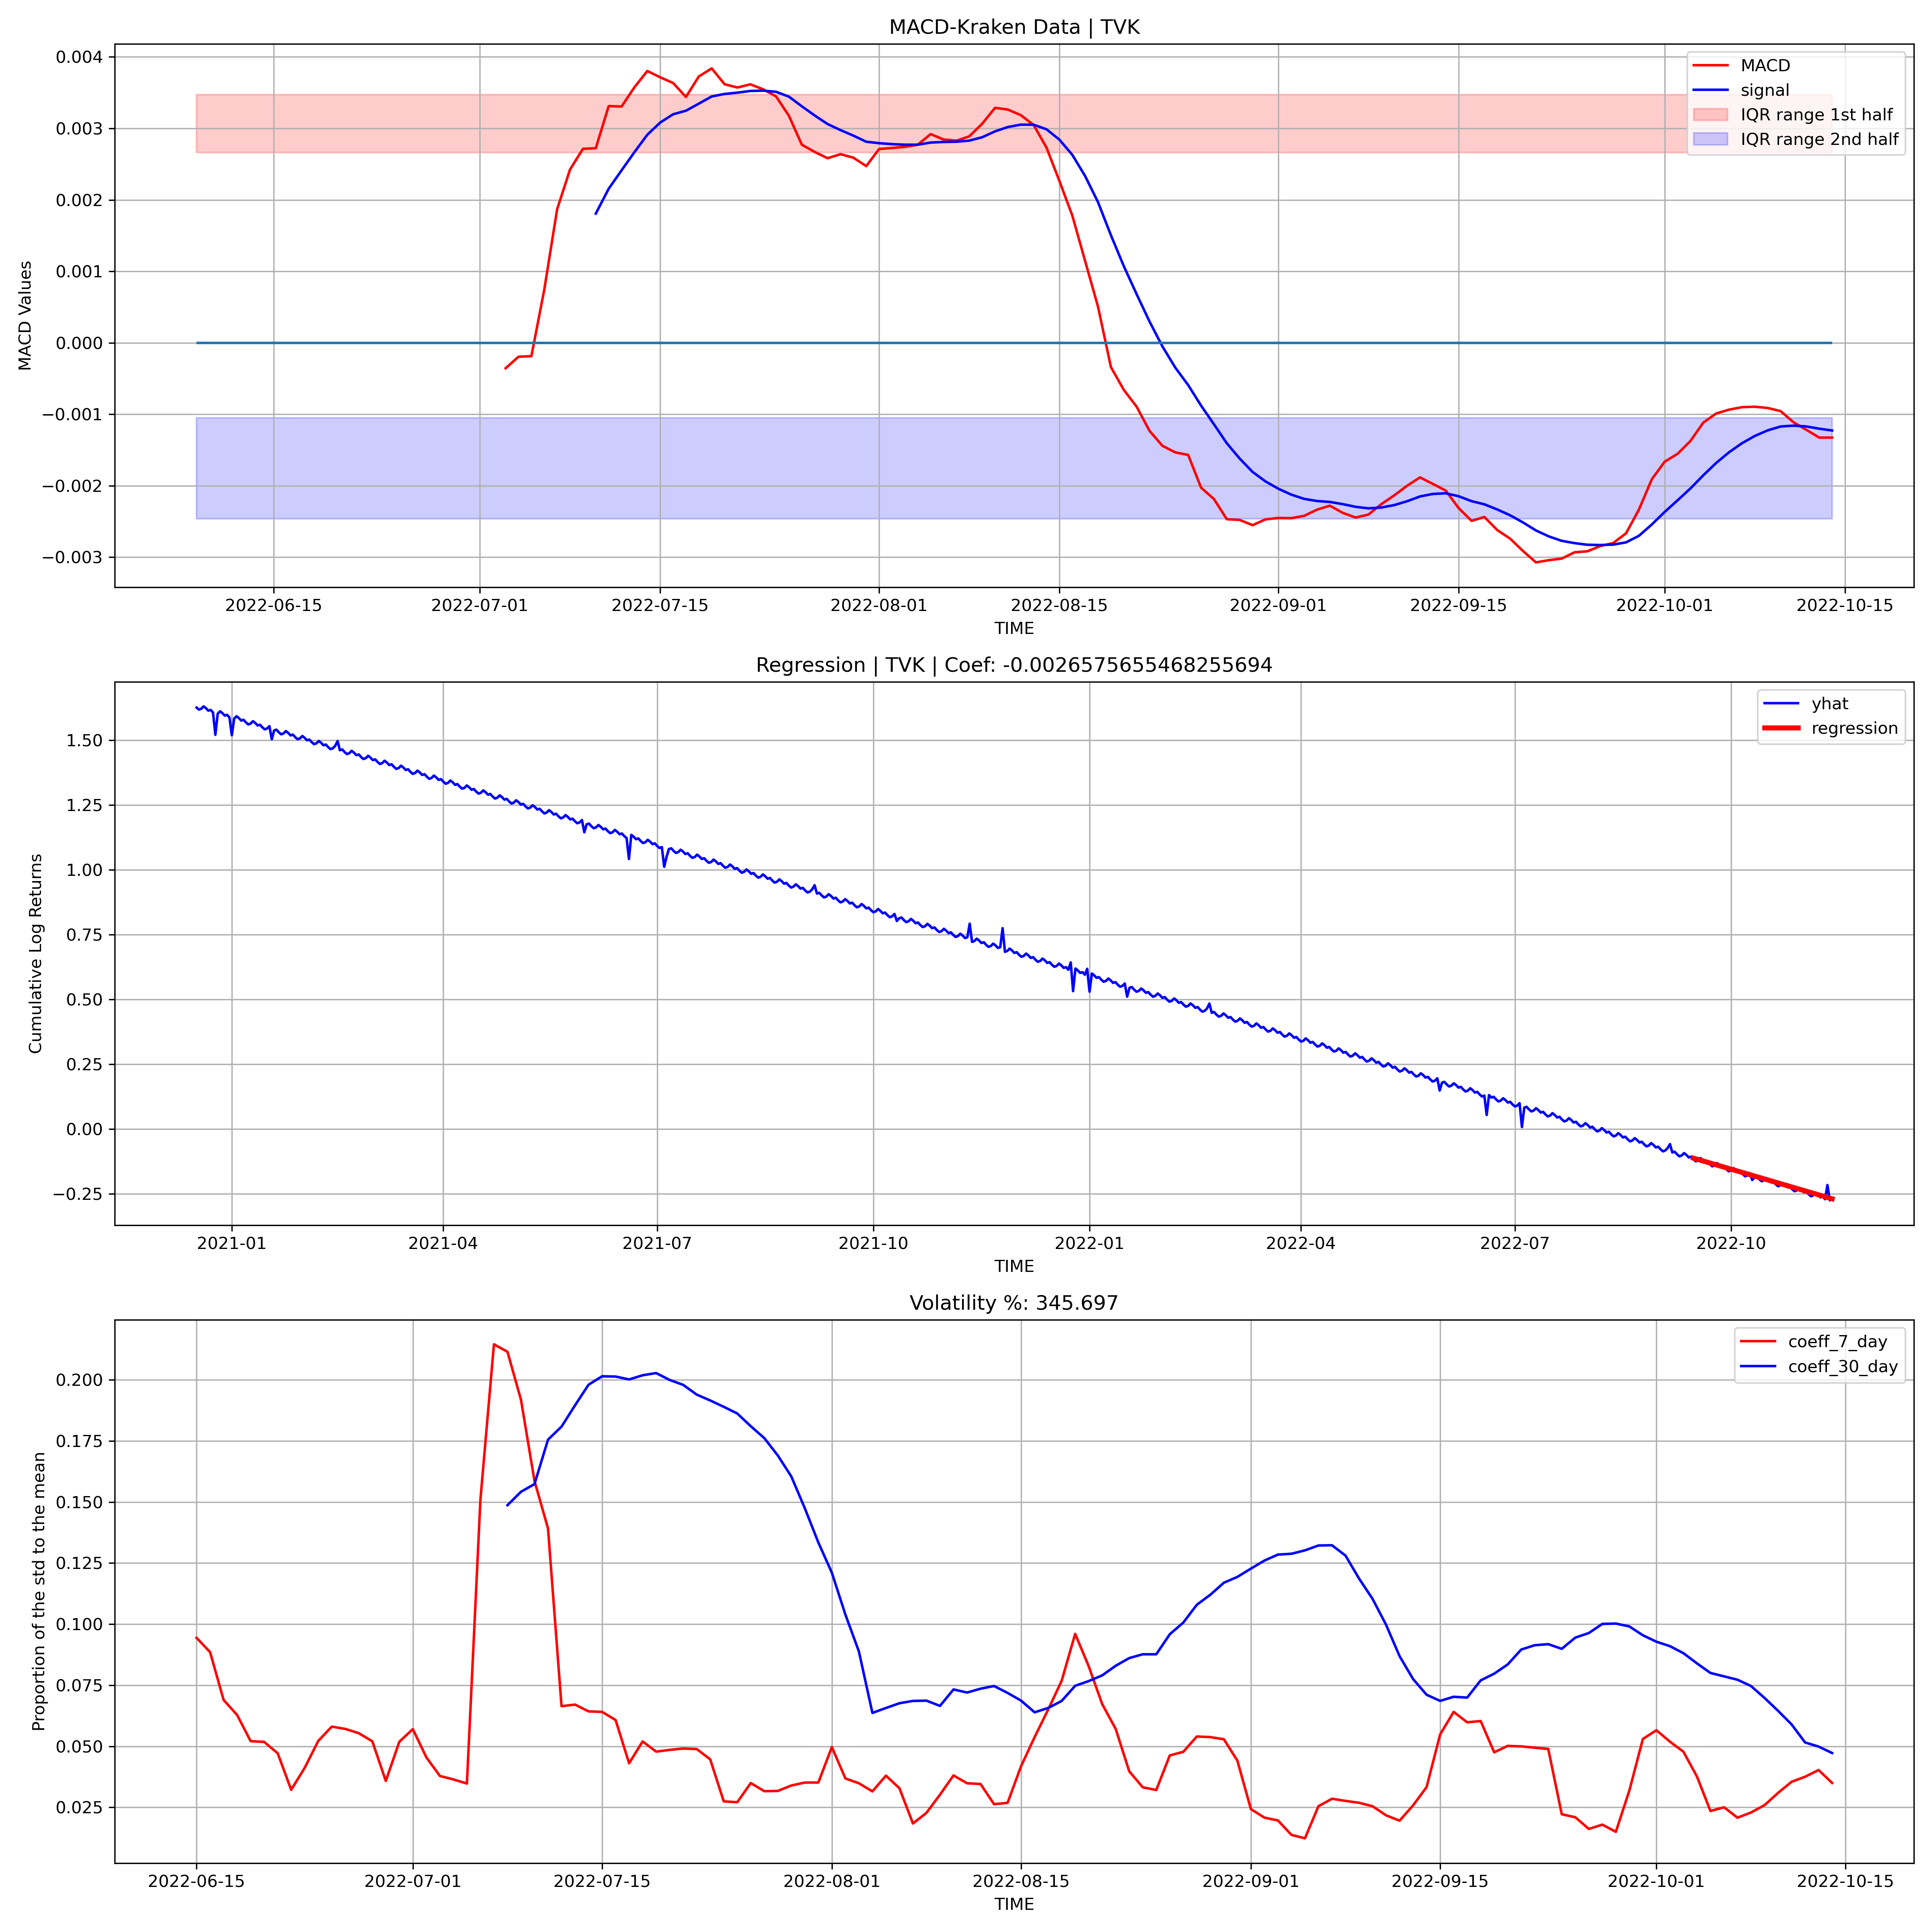 MACD-Kraken Data | TVK
MACD Values
0.004
0.003
0.002
0.001
0.000
−0.001
−0.002
−0.003
MACD
signal
IQR range 1st half
IQR range 2nd half
2022-06-15 2022-07-01 2022-07-15 2022-08-01 2022-08-15 2022-09-01 2022-09-15 2022-10-01 2022-10-15
TIME
Regression | TVK | Coef: -0.0026575655468255694
Cumulative Log Returns
1.50
1.25
1.00
0.75
0.50
0.25
0.00
−0.25
yhat
regression
2021-01 2021-04 2021-07 2021-10 2022-01 2022-04 2022-07 2022-10
TIME
Volatility %: 345.697
Proportion of the std to the mean
0.200
0.175
0.150
0.125
0.100
0.075
0.050
0.025
coeff_7_day
coeff_30_day
2022-06-15 2022-07-01 2022-07-15 2022-08-01 2022-08-15 2022-09-01 2022-09-15 2022-10-01 2022-10-15
TIME